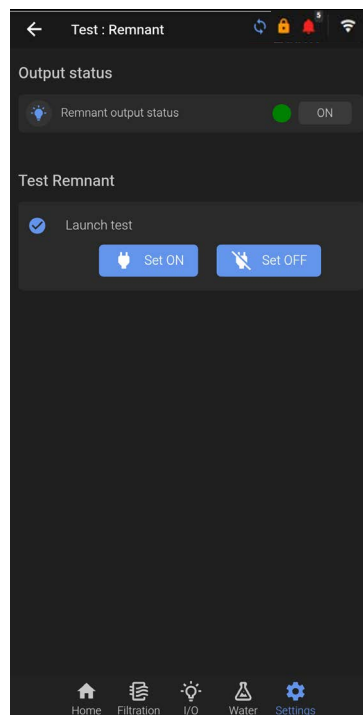 Test : Remnant
5
Output status
Remnant output status
ON
Test Remnant
Launch test
Set ON
Set OFF
Home
Filtration
I/O
Water
Settings